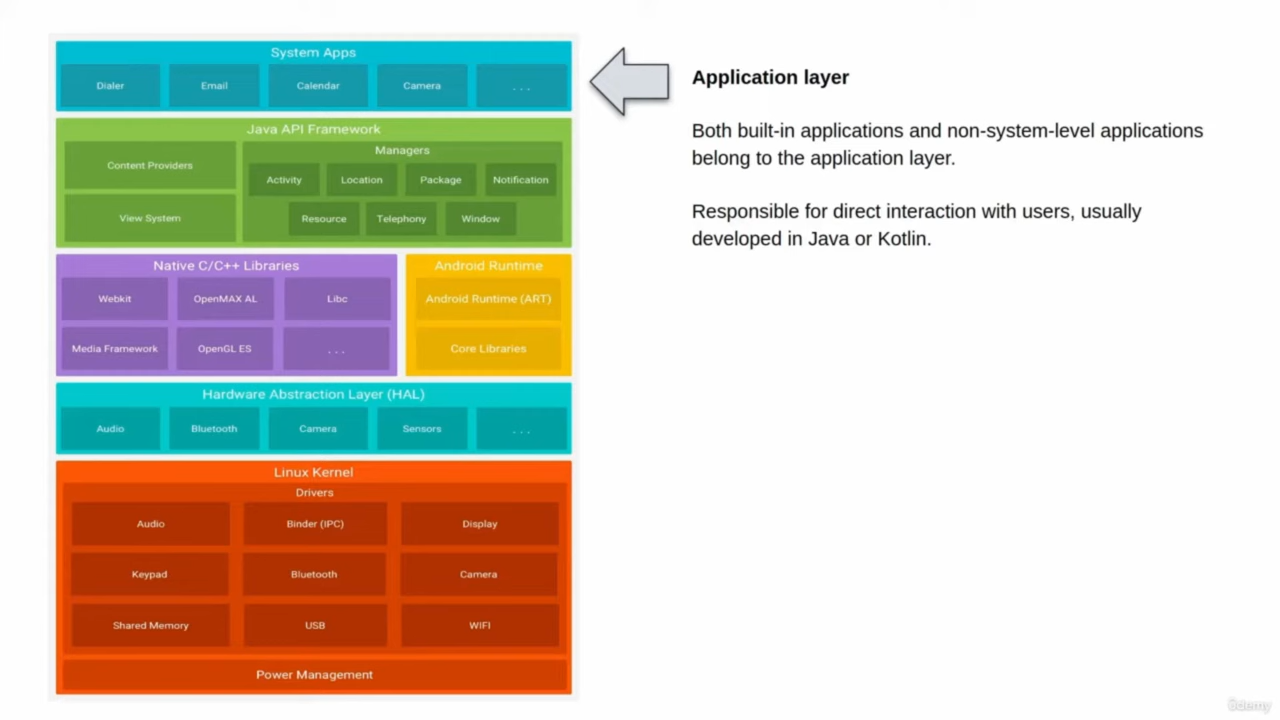 System Apps
Dialer
Email
Calendar
Camera
. . .
Java API Framework
Content Providers
View System
Managers
Activity
Location
Package
Notification
Resource
Telephony
Window
Native C/C++ Libraries
Webkit
OpenMAX AL
Libc
Media Framework
OpenGL ES
. . .
Android Runtime
Android Runtime (ART)
Core Libraries
Hardware Abstraction Layer (HAL)
Audio
Bluetooth
Camera
Sensors
. . .
Linux Kernel
Drivers
Audio
Binder (IPC)
Display
Keypad
Bluetooth
Camera
Shared Memory
USB
WIFI
Power Management
Application layer
Both built-in applications and non-system-level applications
belong to the application layer.
Responsible for direct interaction with users, usually
developed in Java or Kotlin.
ûdemy